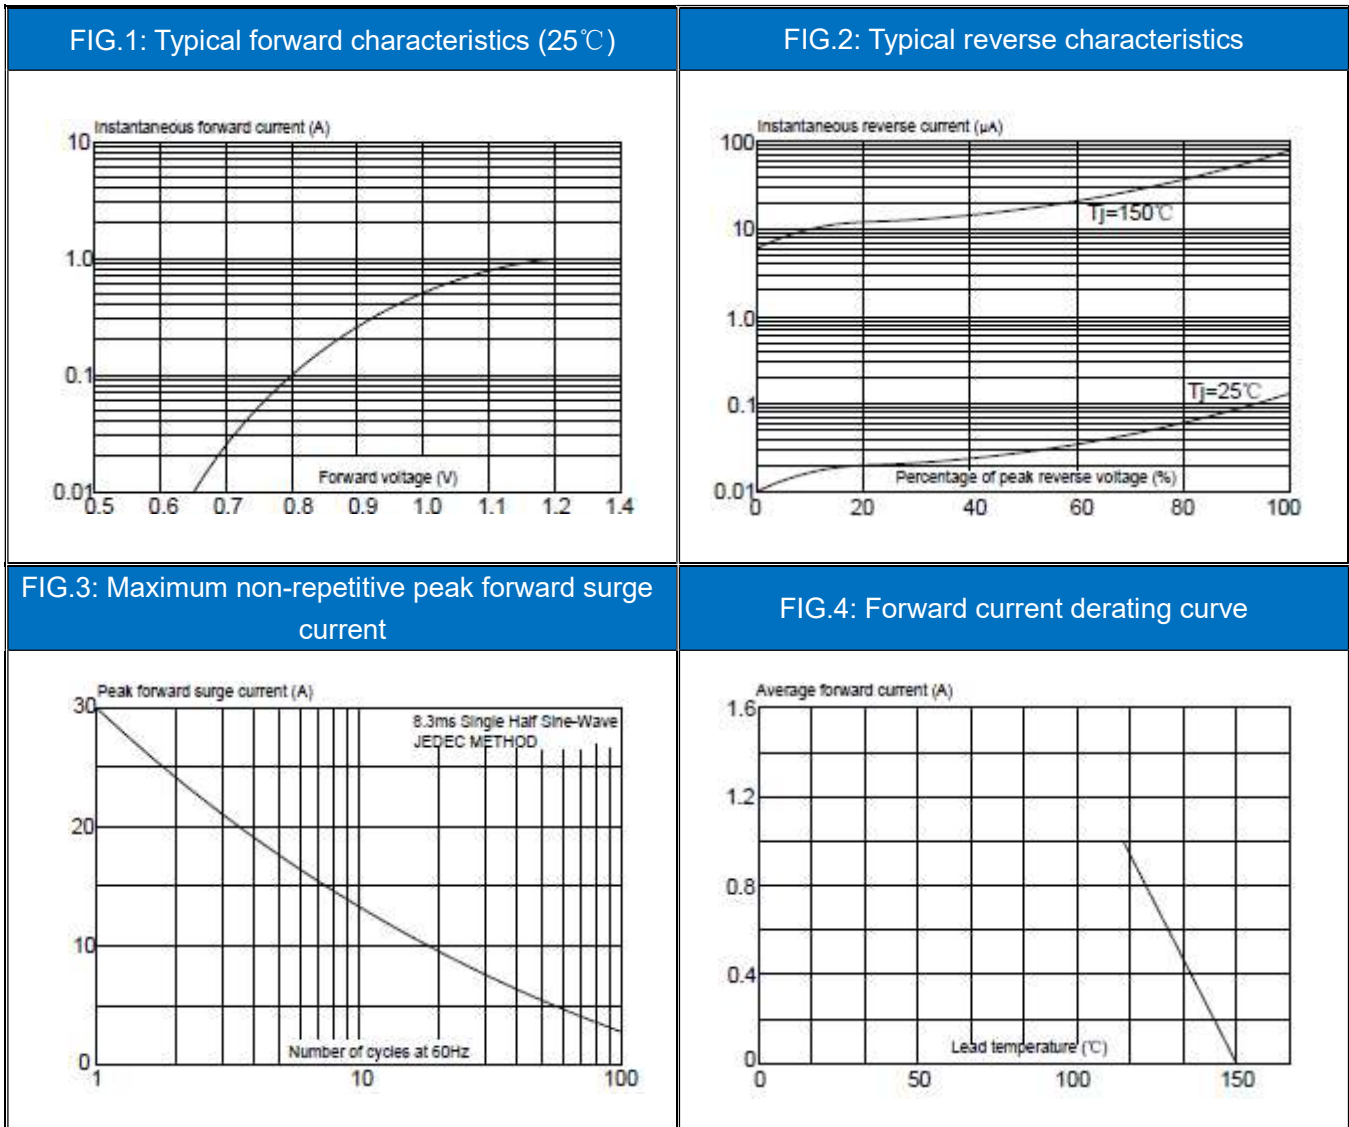 FIG.1: Typical forward characteristics (25℃)
FIG.2: Typical reverse characteristics
Instantaneous forward current (A)
10
1.0
0.1
0.01
Forward voltage (V)
0.5 0.6 0.7 0.8 0.9 1.0 1.1 1.2 1.4
Instantaneous reverse current (μA)
100
Tj=150℃
10
1.0
Tj=25℃
0.1
0.01
Percentage of peak reverse voltage (%)
0 20 40 60 80 100
FIG.3: Maximum non-repetitive peak forward surge
current
FIG.4: Forward current derating curve
Peak forward surge current (A)
30
8.3ms Single Half Sine-Wave
JEDEC METHOD
20
10
0
Number of cycles at 60Hz
1 10 100
Average forward current (A)
1.6
1.2
0.8
0.4
0
Lead temperature (℃)
0 50 100 150